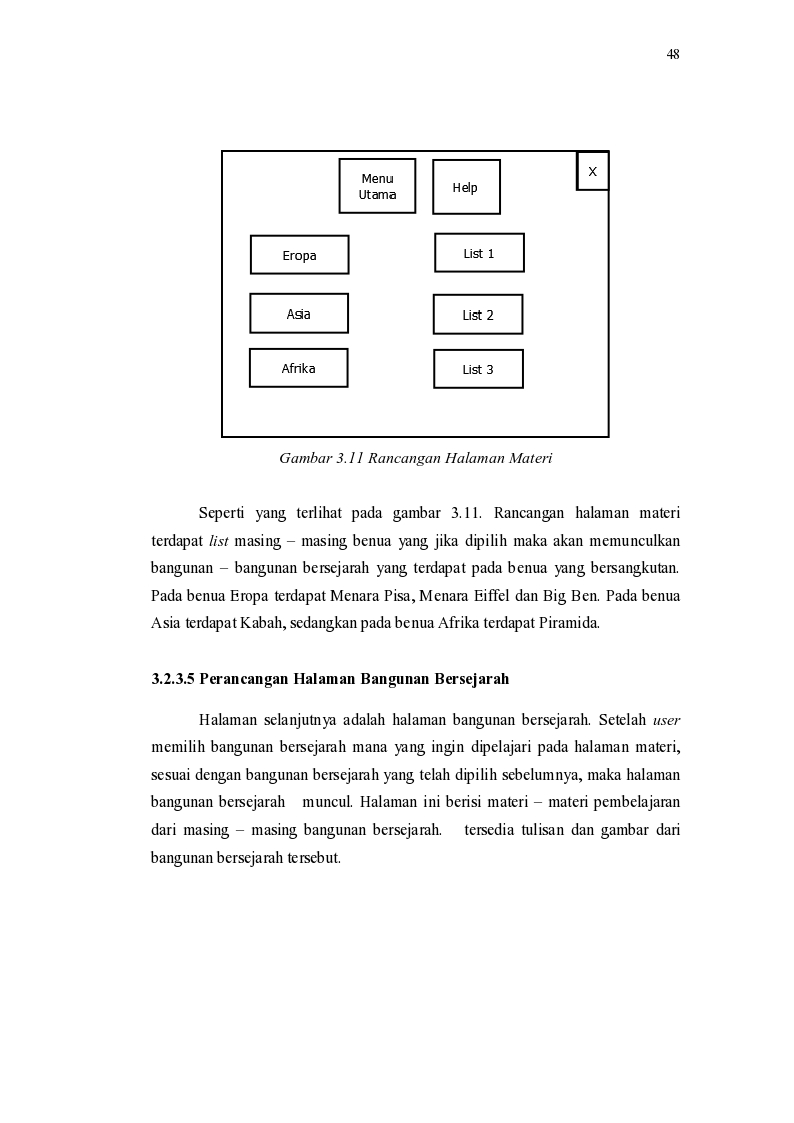 48
Menu
Utama
Help
X
Eropa
List 1
Asia
List 2
Afrika
List 3
Gambar 3.11 Rancangan Halaman Materi
Seperti yang terlihat pada gambar 3.11. Rancangan halaman materi
terdapat list masing – masing benua yang jika dipilih maka akan memunculkan
bangunan – bangunan bersejarah yang terdapat pada benua yang bersangkutan.
Pada benua Eropa terdapat Menara Pisa, Menara Eiffel dan Big Ben. Pada benua
Asia terdapat Kabah, sedangkan pada benua Afrika terdapat Piramida.
3.2.3.5 Perancangan Halaman Bangunan Bersejarah
Halaman selanjutnya adalah halaman bangunan bersejarah. Setelah user
memilih bangunan bersejarah mana yang ingin dipelajari pada halaman materi,
sesuai dengan bangunan bersejarah yang telah dipilih sebelumnya, maka halaman
bangunan bersejarah muncul. Halaman ini berisi materi – materi pembelajaran
dari masing – masing bangunan bersejarah. tersedia tulisan dan gambar dari
bangunan bersejarah tersebut.